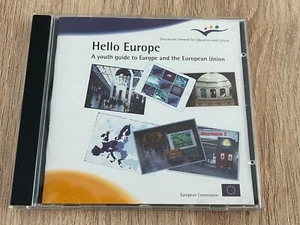 Directorate-General for Education and Culture
Hello Europe
A youth guide to Europe and the European Union
European Commission